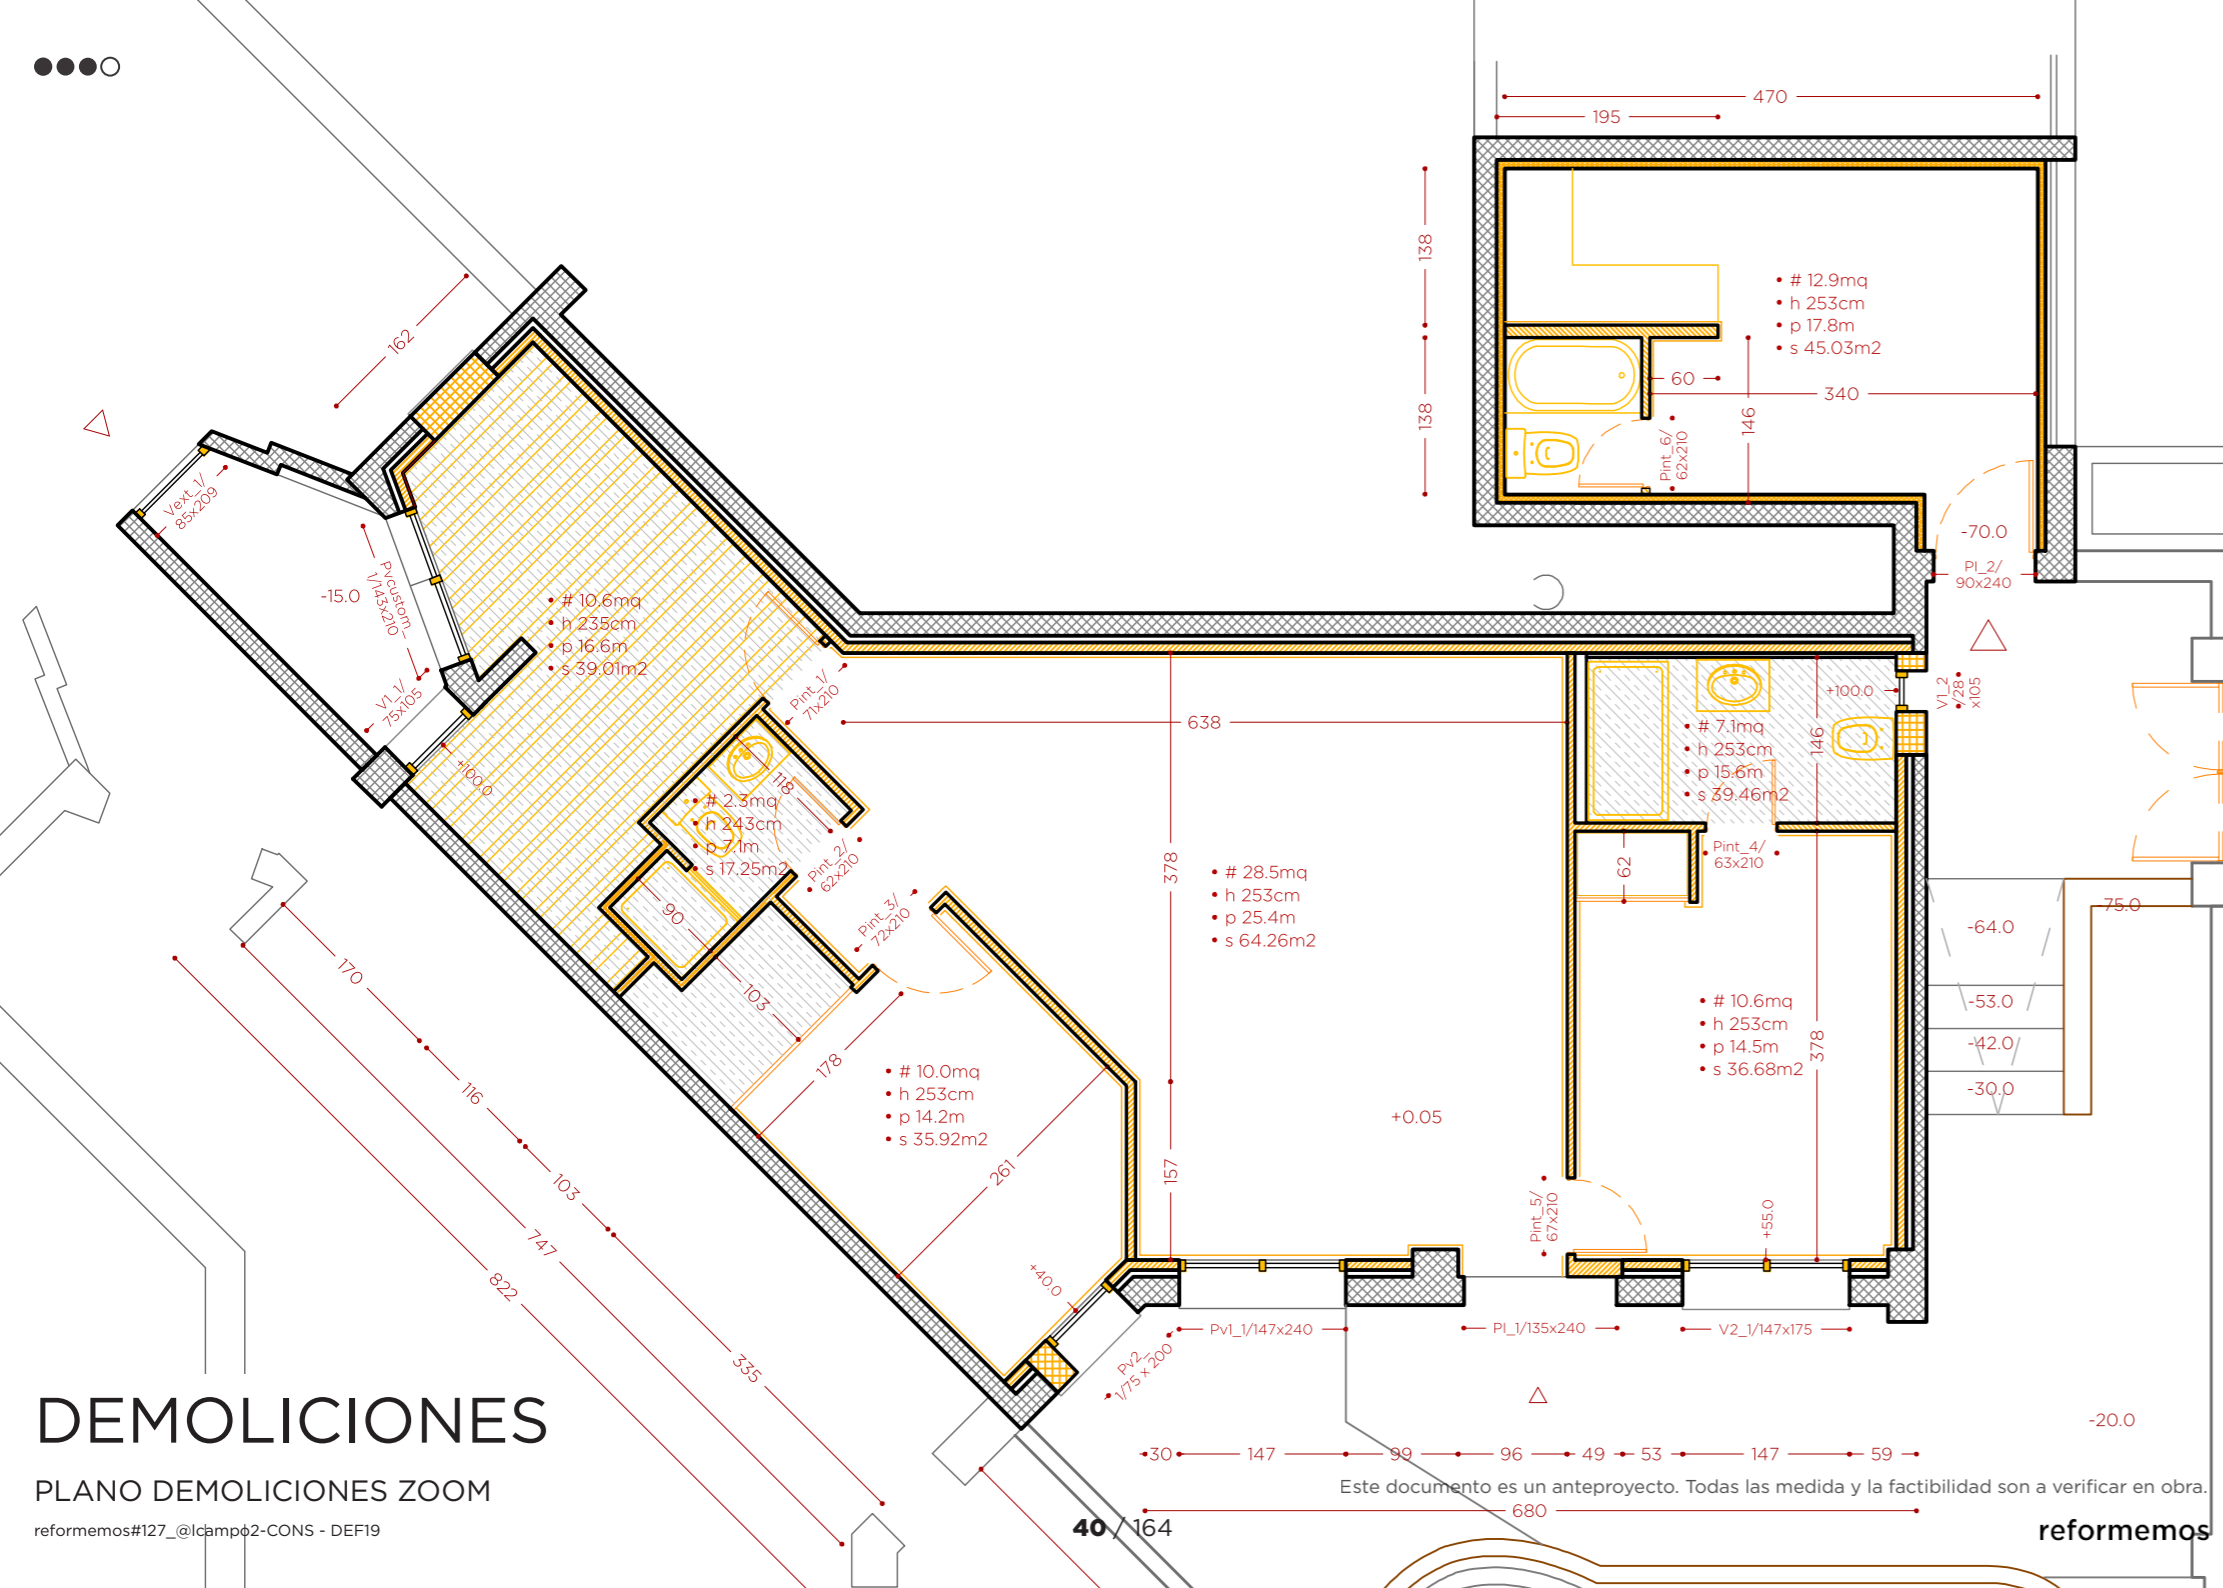 470
195
138
# 12.9mq
h 253cm
p 17.8m
s 45.03m2
138
60
340
146
Pint_6/
62x210
-70.0
PI_2/
90x240
162
Vext_1/
85x209
-15.0
Pvcustom_
1/143x210
V1_1/
75x105
+100.0
# 10.6mq
h 235cm
p 16.6m
s 39.01m2
Pint_1/
71x210
638
+100.0
V1_2
/28
x105
# 7.1mq
h 253cm
p 15.6m
s 39.46m2
146
118
# 2.3mq
h 243cm
p 7.1m
s 17.25m2
Pint_2/
62x210
90
103
Pint_3/
72x210
378
# 28.5mq
h 253cm
p 25.4m
s 64.26m2
62
Pint_4/
63x210
-75.0
-64.0
-53.0
-42.0
-30.0
# 10.6mq
h 253cm
p 14.5m
s 36.68m2
378
178
# 10.0mq
h 253cm
p 14.2m
s 35.92m2
261
+0.05
157
Pint_5/
67x210
+55.0
+40.0
170
116
103
747
822
335
Pv2_
1/75 x 200
Pv1_1/147x240
PI_1/135x240
V2_1/147x175
-20.0
30
147
99
96
49
53
147
59
680
DEMOLICIONES
PLANO DEMOLICIONES ZOOM
reformemos#127_@lcampo2-CONS - DEF19
40 / 164
Este documento es un anteproyecto. Todas las medida y la factibilidad son a verificar en obra.
reformemos